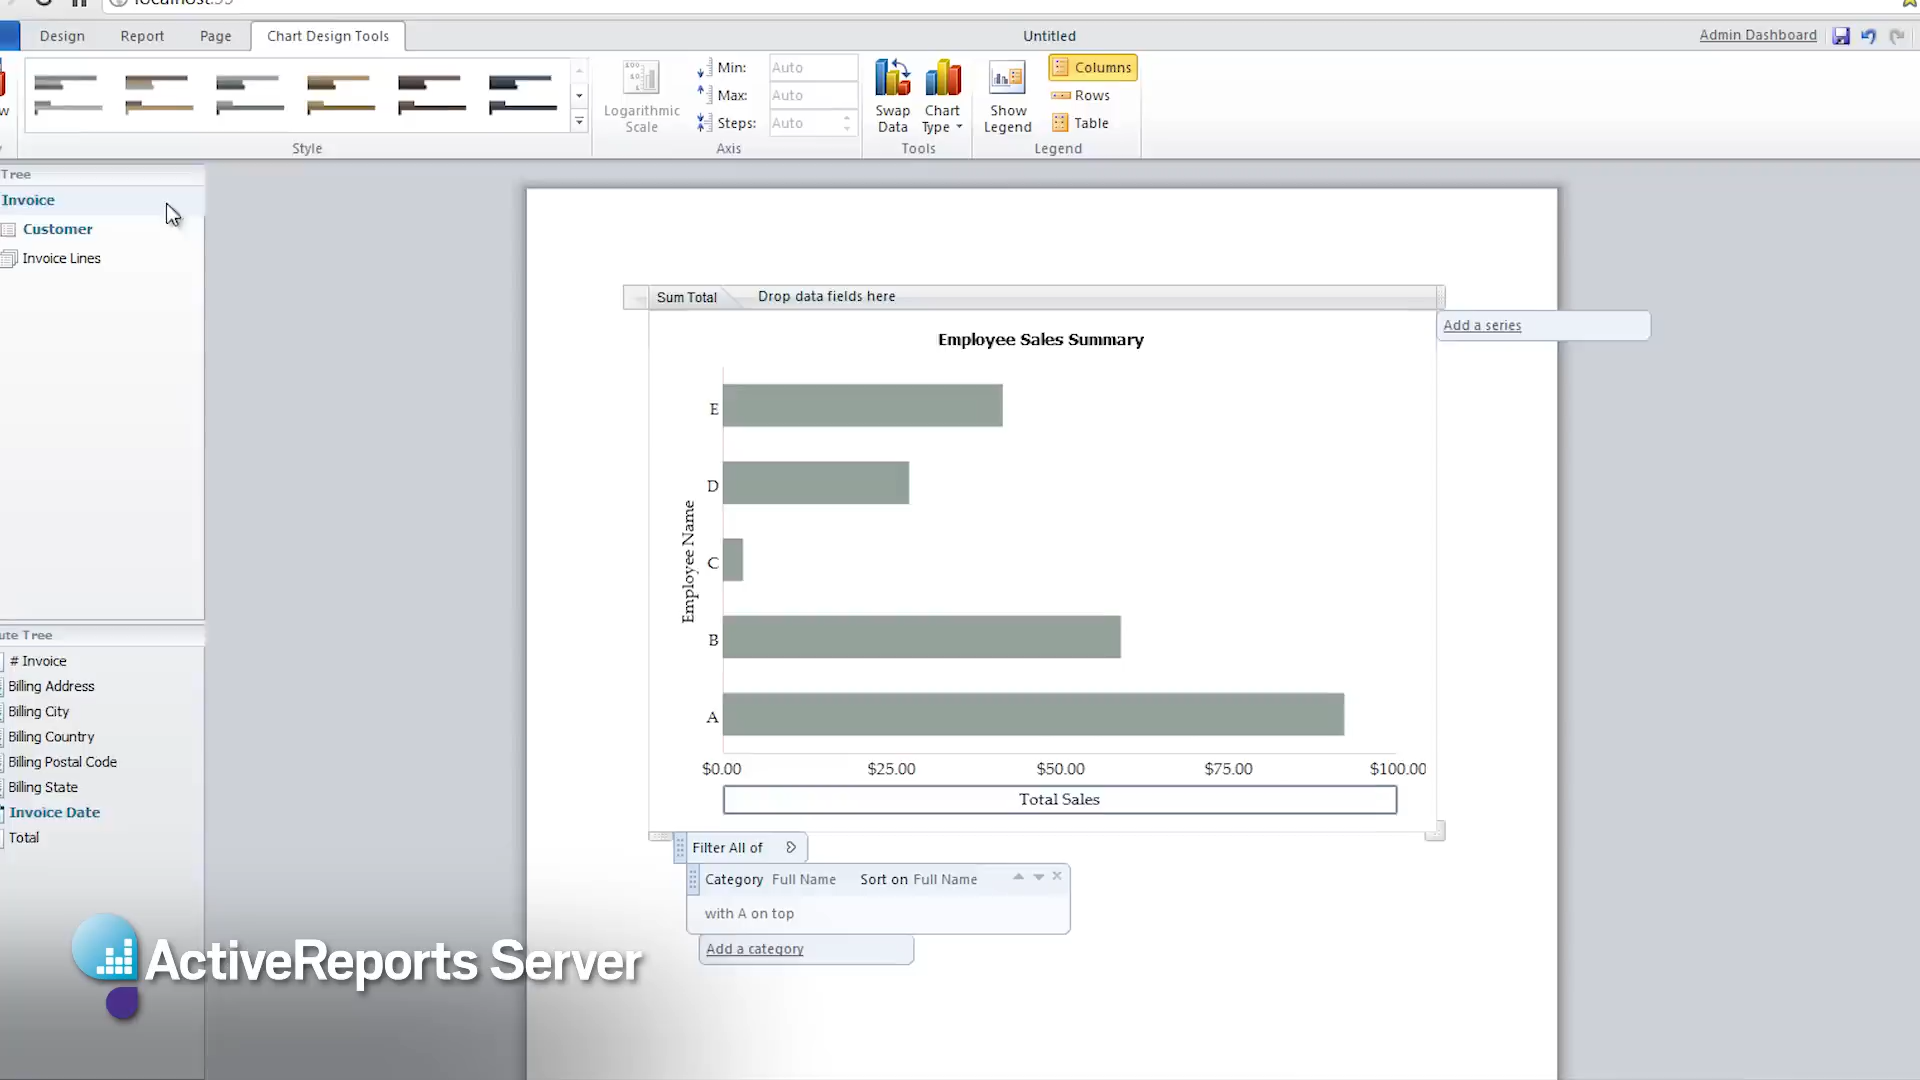 Design Report Page Chart Design Tools Untitled Admin Dashboard
Logarithmic Scale
Min: Auto
Max: Auto
Steps: Auto
Swap Data
Chart Type
Show Legend
Columns
Rows
Table
Style Axis Tools Legend
Tree
Invoice
Customer
Invoice Lines
Sum Total Drop data fields here
Add a series
Employee Sales Summary
Employee Name
E
D
C
B
A
$0.00 $25.00 $50.00 $75.00 $100.00
Total Sales
Filter All of
Category Full Name Sort on Full Name
with A on top
Add a category
ute Tree
# Invoice
Billing Address
Billing City
Billing Country
Billing Postal Code
Billing State
Invoice Date
Total
ActiveReports Server